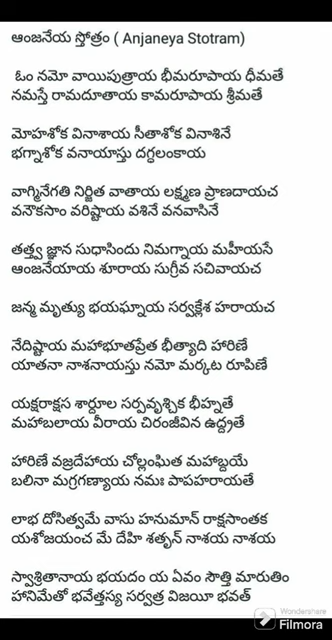 ఆంజనేయ స్తోత్రం ( Anjaneya Stotram)
ఓం నమో వాయిపుత్రాయ భీమరూపాయ ధీమతే
నమస్తే రామదూతాయ కామరూపాయ శ్రీమతే
మోహశోక వినాశాయ సీతాశోక వినాశినే
భగ్నాశోక వనాయాస్తు దగ్ధలంకాయ
వాగ్మినేగతి నిర్జిత వాతాయ లక్ష్మణ ప్రాణదాయచ
వనౌకసాం వరిష్టాయ వశినే వనవాసినే
తత్త్వ జ్ఞాన సుధాసిందు నిమగ్నాయ మహీయసే
ఆంజనేయాయ శూరాయ సుగ్రీవ సచివాయచ
జన్మ మృత్యు భయఘ్నాయ సర్వక్లేశ హరాయచ
నేదిష్టాయ మహాభూతప్రేత భీత్యాది హారిణే
యాతనా నాశనాయస్తు నమో మర్కట రూపిణే
యక్షరాక్షస శార్దూల సర్పవృశ్చిక భీహ్నతే
మహాబలాయ వీరాయ చిరంజీవిన ఉద్ద్రతే
హారిణే వజ్రదేహాయ చోల్లంఘిత మహాబ్దయే
బలినా మగ్రగణ్యాయ నమః పాపహరాయతే
లాభ దోసిత్వమే వాసు హనుమాన్ రాక్షసాంతక
యశోజయంచ మే దేహి శత్రున్ నాశయ నాశయ
స్వాశ్రితానాయ భయదం య ఏవం సౌత్తి మారుతిం
హానిమేతో భవేత్తస్య సర్వత్ర విజయీ భవత్
Wondershare
Filmora